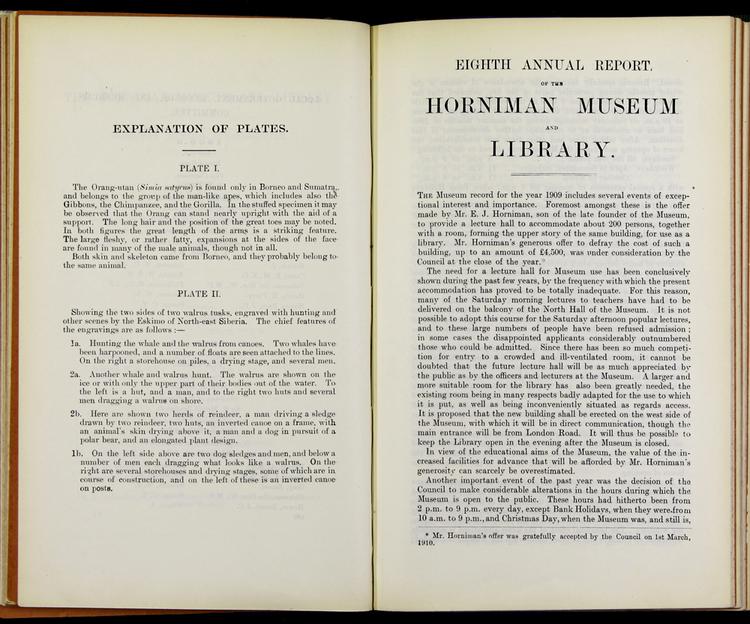 EXPLANATION OF PLATES.
PLATE I.
The Orang-utan (Simia satyrus) is found only in Borneo and Sumatra,
and belongs to the group of the man-like apes, which includes also the
Gibbons, the Chimpanzee, and the Gorilla. In the stuffed specimen it may
be observed that the Orang can stand nearly upright with the aid of a
support. The long hair and the position of the great toes may be noted.
In both figures the great length of the arms is a striking feature.
The large fleshy, or rather fatty, expansions at the sides of the face
are found in many of the male animals, though not in all.
Both skin and skeleton came from Borneo, and they probably belong to
the same animal.
PLATE II.
Showing the two sides of two walrus tusks, engraved with hunting and
other scenes by the Eskimo of North-east Siberia. The chief features of
the engravings are as follows :—
1a. Hunting the whale and the walrus from canoes. Two whales have
been harpooned, and a number of floats are seen attached to the lines.
On the right a storehouse on piles, a drying stage, and several men.
2a. Another whale and walrus hunt. The walrus are shown on the
ice or with only the upper part of their bodies out of the water. To
the left is a hut, and a man, and to the right two huts and several
men dragging a walrus on shore.
2b. Here are shown two herds of reindeer, a man driving a sledge
drawn by two reindeer, two huts, an inverted canoe on a frame, with
an animal's skin drying above it, a man and a dog in pursuit of a
polar bear, and an elongated plant design.
1b. On the left side above are two dog sledges and men, and below a
number of men each dragging what looks like a walrus. On the
right are several storehouses and drying stages, some of which are in
course of construction, and on the left of these is an inverted canoe
on posts.
EIGHTH ANNUAL REPORT,
OF THE
HORNIMAN MUSEUM
AND
LIBRARY.
The Museum record for the year 1909 includes several events of excep-
tional interest and importance. Foremost amongst these is the offer
made by Mr. E. J. Horniman, son of the late founder of the Museum,
to provide a lecture hall to accommodate about 200 persons, together
with a room, forming the upper story of the same building, for use as a
library. Mr. Horniman's generous offer to defray the cost of such a
building, up to an amount of £4,500, was under consideration by the
Council at the close of the year.*
The need for a lecture hall for Museum use has been conclusively
shown during the past few years, by the frequency with which the present
accommodation has proved to be totally inadequate. For this reason,
many of the Saturday morning lectures to teachers have had to be
delivered on the balcony of the North Hall of the Museum. It is not
possible to adopt this course for the Saturday afternoon popular lectures,
and to these large numbers of people have been refused admission ;
in some cases the disappointed applicants considerably outnumbered
those who could be admitted. Since there has been so much competi-
tion for entry to a crowded and ill-ventilated room, it cannot be
doubted that the future lecture hall will be as much appreciated by
the public as by the officers and lecturers at the Museum. A larger and
more suitable room for the library has also been greatly needed, the
existing room being in many respects badly adapted for the use to which
it is put, as well as being inconveniently situated as regards access.
It is proposed that the new building shall be erected on the west side of
the Museum, with which it will be in direct communication, though the
main entrance will be from London Road. It will thus be possible to
keep the Library open in the evening after the Museum is closed.
In view of the educational aims of the Museum, the value of the in-
creased facilities for advance that will be afforded by Mr. Horniman's
generosity can scarcely be overestimated.
Another important event of the past year was the decision of the
Council to make considerable alterations in the hours during which the
Museum is open to the public. These hours had hitherto been from
2 p.m. to 9 p.m. every day, except Bank Holidays, when they were from
10 a.m. to 9 p.m., and Christmas Day, when the Museum was, and still is,
* Mr. Horniman's offer was gratefully accepted by the Council on 1st March,
1910.